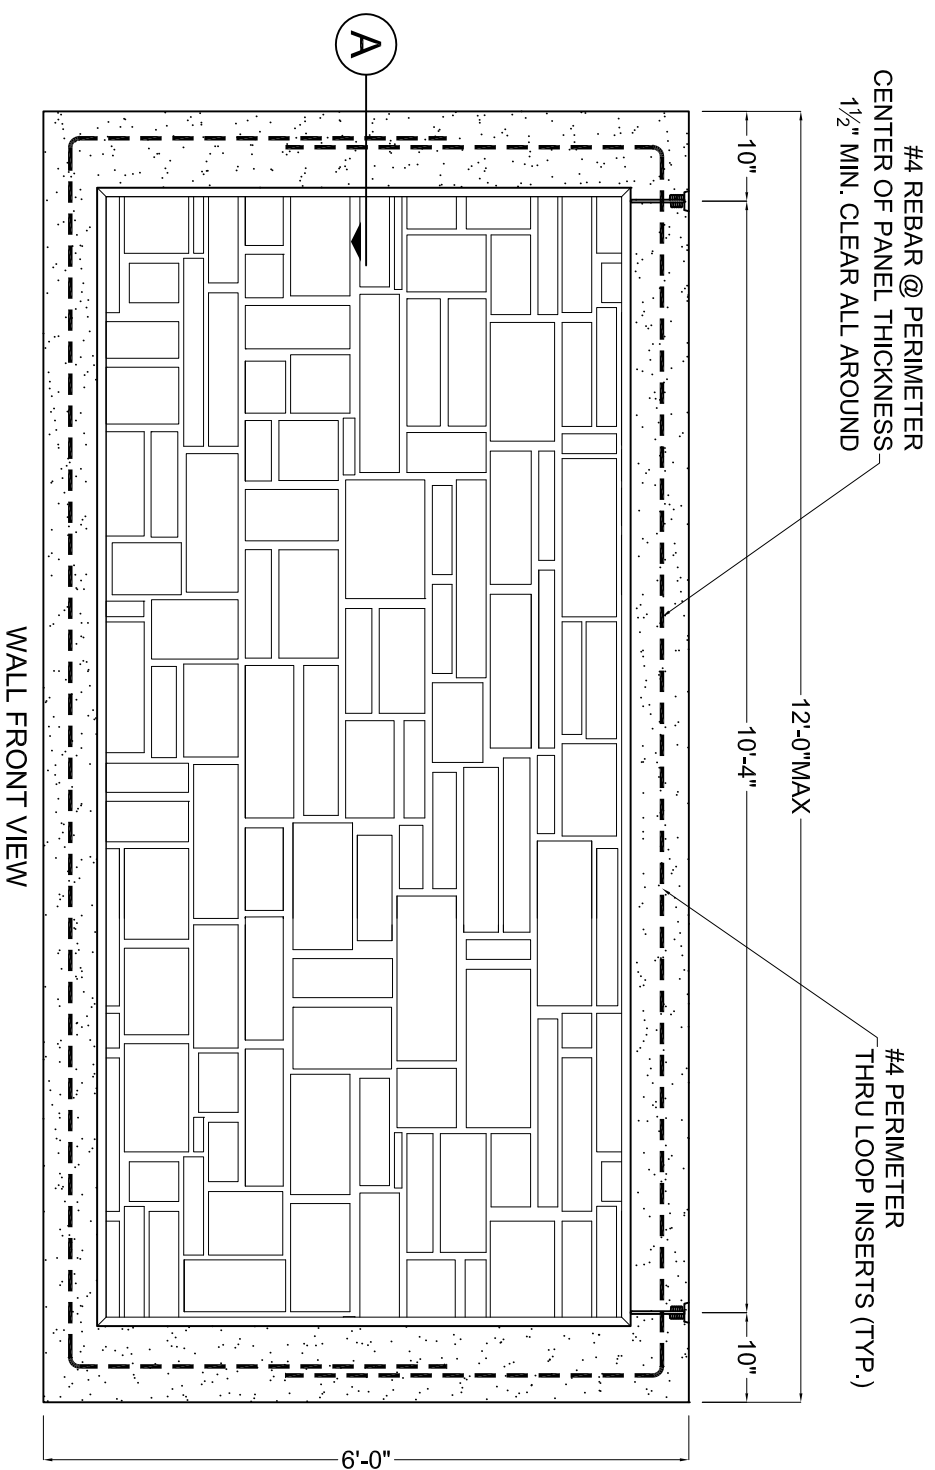 #4 REBAR @ PERIMETER
CENTER OF PANEL THICKNESS
1½" MIN. CLEAR ALL AROUND
#4 PERIMETER
THRU LOOP INSERTS (TYP.)
12'-0"MAX
10"
10'-4"
10"
A
6'-0"
WALL FRONT VIEW